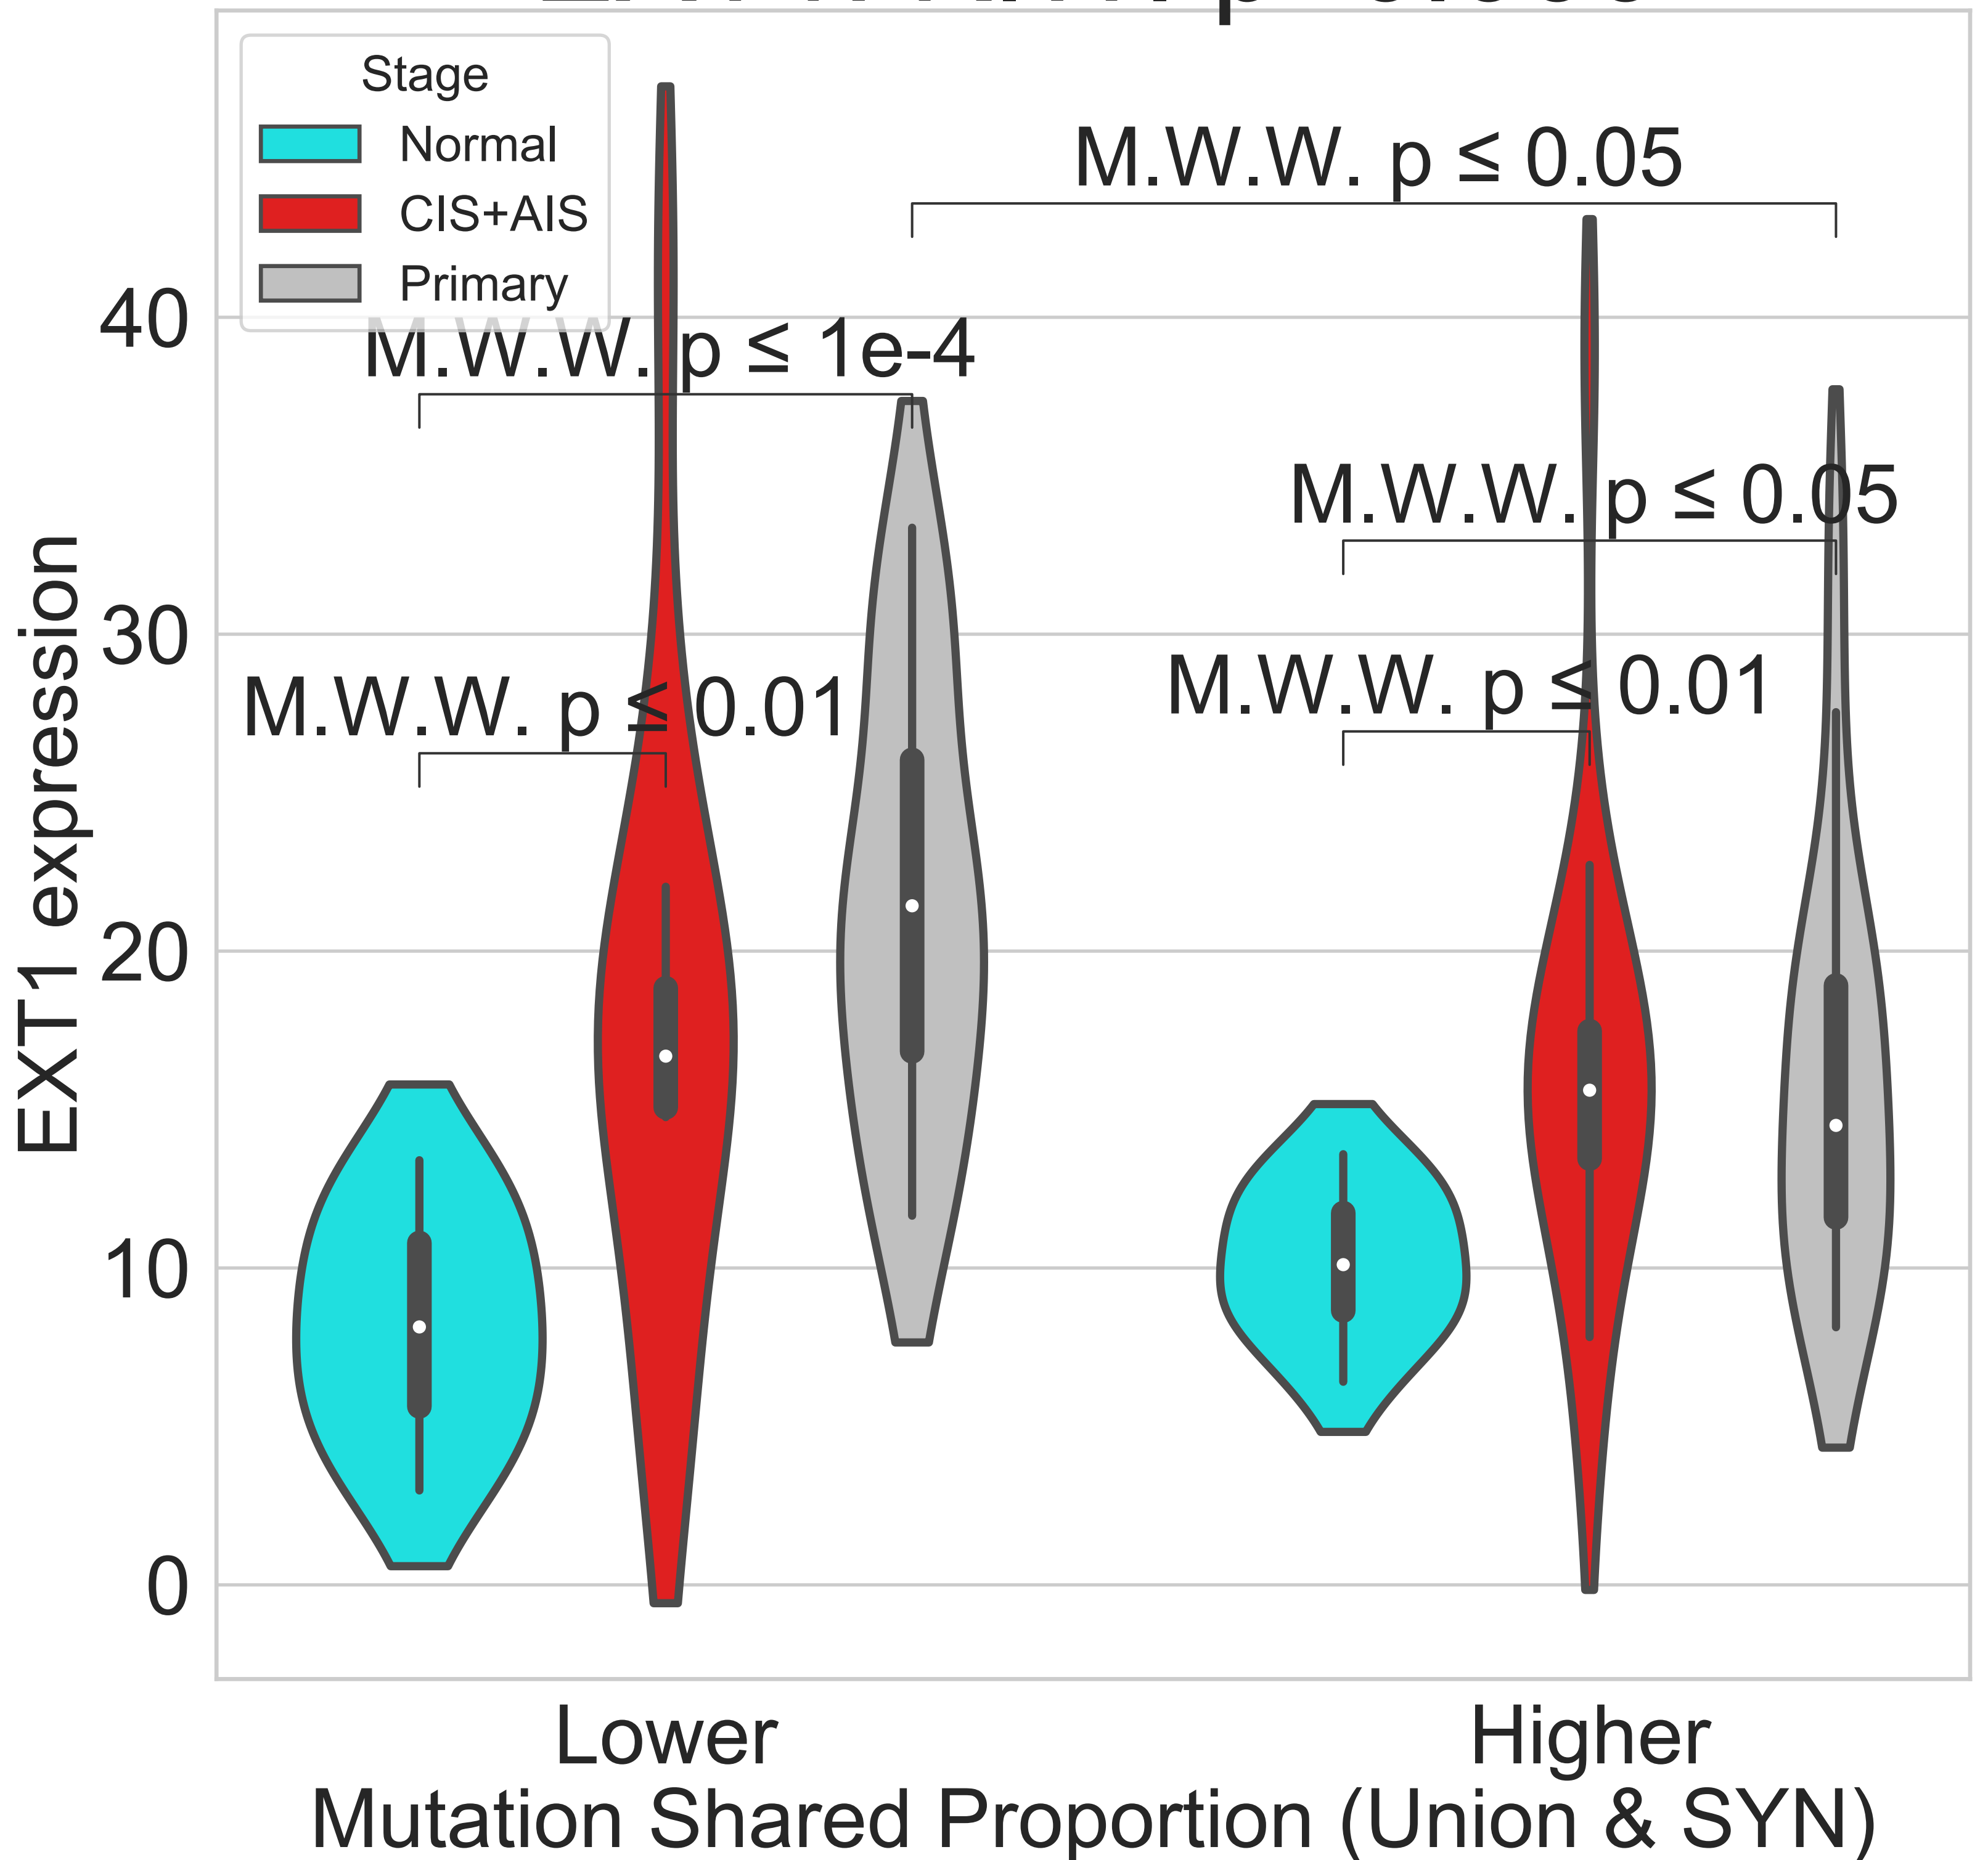 Stage
Normal
CIS+AIS
Primary
M.W.W. p ≤ 0.05
M.W.W. p ≤ 1e-4
M.W.W. p ≤ 0.05
M.W.W. p ≤ 0.01
M.W.W. p ≤ 0.01
EXT1 expression
40
30
20
10
0
Lower
Higher
Mutation Shared Proportion (Union & SYN)